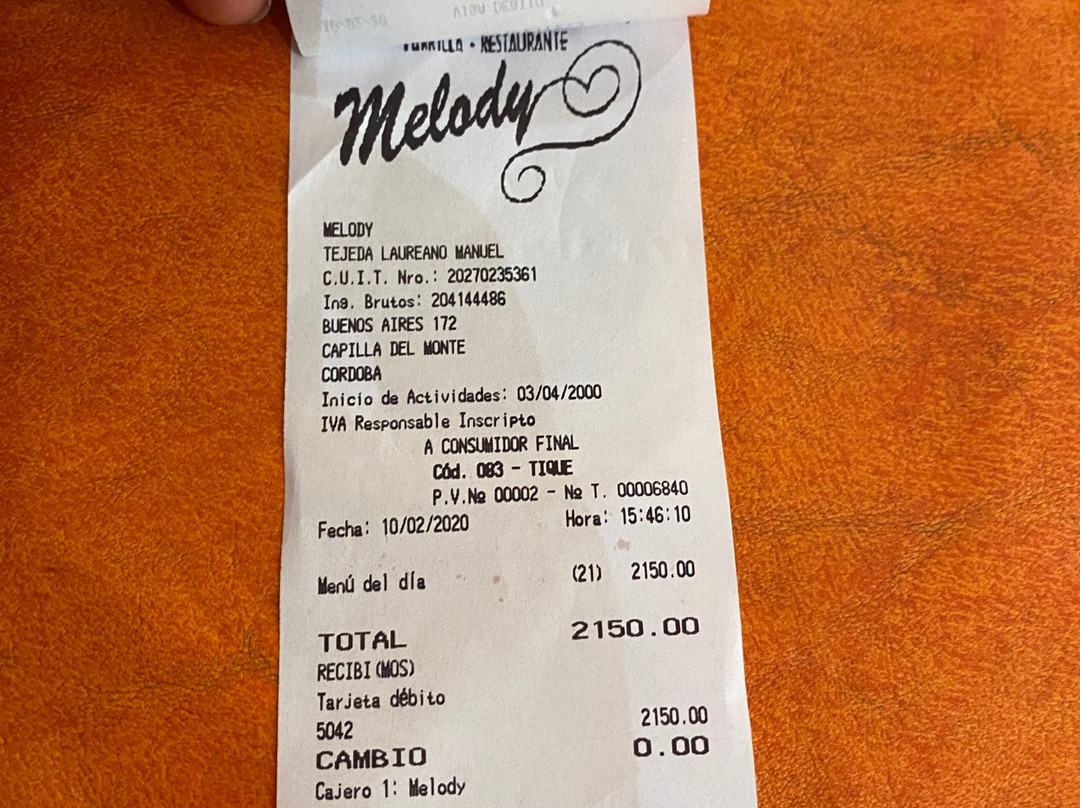 VISA DEBITO
PARRILLA • RESTAURANTE
Melody
MELODY
TEJEDA LAUREANO MANUEL
C.U.I.T. Nro.: 20270235361
Ing. Brutos: 204144486
BUENOS AIRES 172
CAPILLA DEL MONTE
CORDOBA
Inicio de Actividades: 03/04/2000
IVA Responsable Inscripto
A CONSUMIDOR FINAL
Cód. 083 - TIQUE
P.V.Nº 00002 - Nº T. 00006840
Fecha: 10/02/2020 Hora: 15:46:10
Menú del día (21) 2150.00
TOTAL 2150.00
RECIBI(MOS)
Tarjeta débito
5042 2150.00
CAMBIO 0.00
Cajero 1: Melody